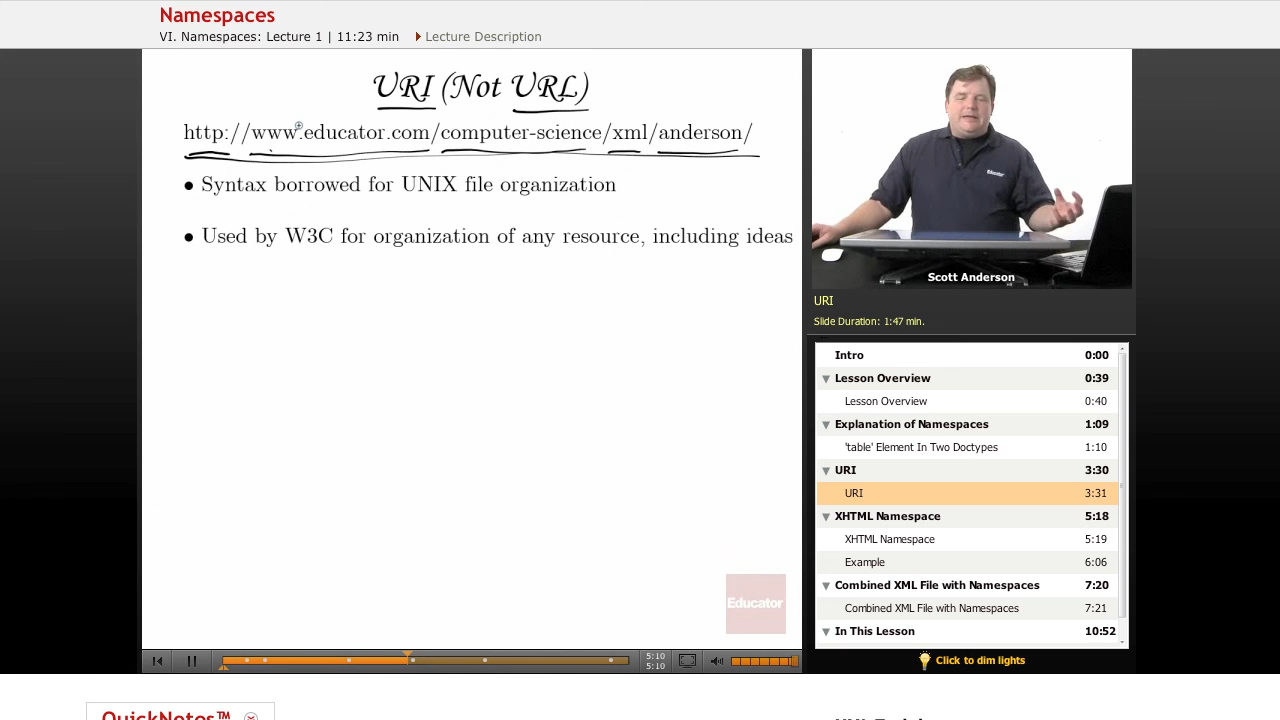 Namespaces
VI. Namespaces: Lecture 1 | 11:23 min
Lecture Description
URI (Not URL)
http://www.educator.com/computer-science/xml/anderson/
• Syntax borrowed for UNIX file organization
• Used by W3C for organization of any resource, including ideas
Educator
Educator
Scott Anderson
URI
Slide Duration: 1:47 min.
Intro 0:00
Lesson Overview 0:39
Lesson Overview 0:40
Explanation of Namespaces 1:09
'table' Element In Two Doctypes 1:10
URI 3:30
URI 3:31
XHTML Namespace 5:18
XHTML Namespace 5:19
Example 6:06
Combined XML File with Namespaces 7:20
Combined XML File with Namespaces 7:21
In This Lesson 10:52
5:10
5:10
Click to dim lights
QuickNotes™